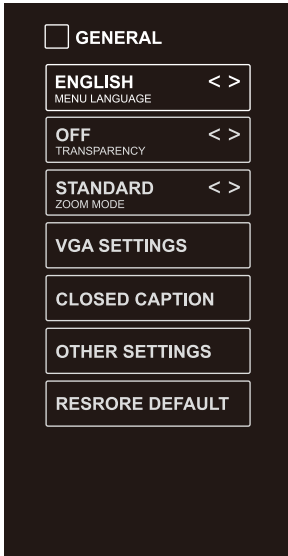 GENERAL
ENGLISH < >
MENU LANGUAGE
OFF < >
TRANSPARENCY
STANDARD < >
ZOOM MODE
VGA SETTINGS
CLOSED CAPTION
OTHER SETTINGS
RESRORE DEFAULT